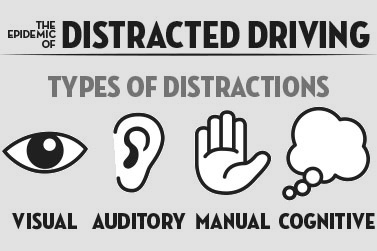 THE
EPIDEMIC
OF
DISTRACTED DRIVING
TYPES OF DISTRACTIONS
VISUAL AUDITORY MANUAL COGNITIVE